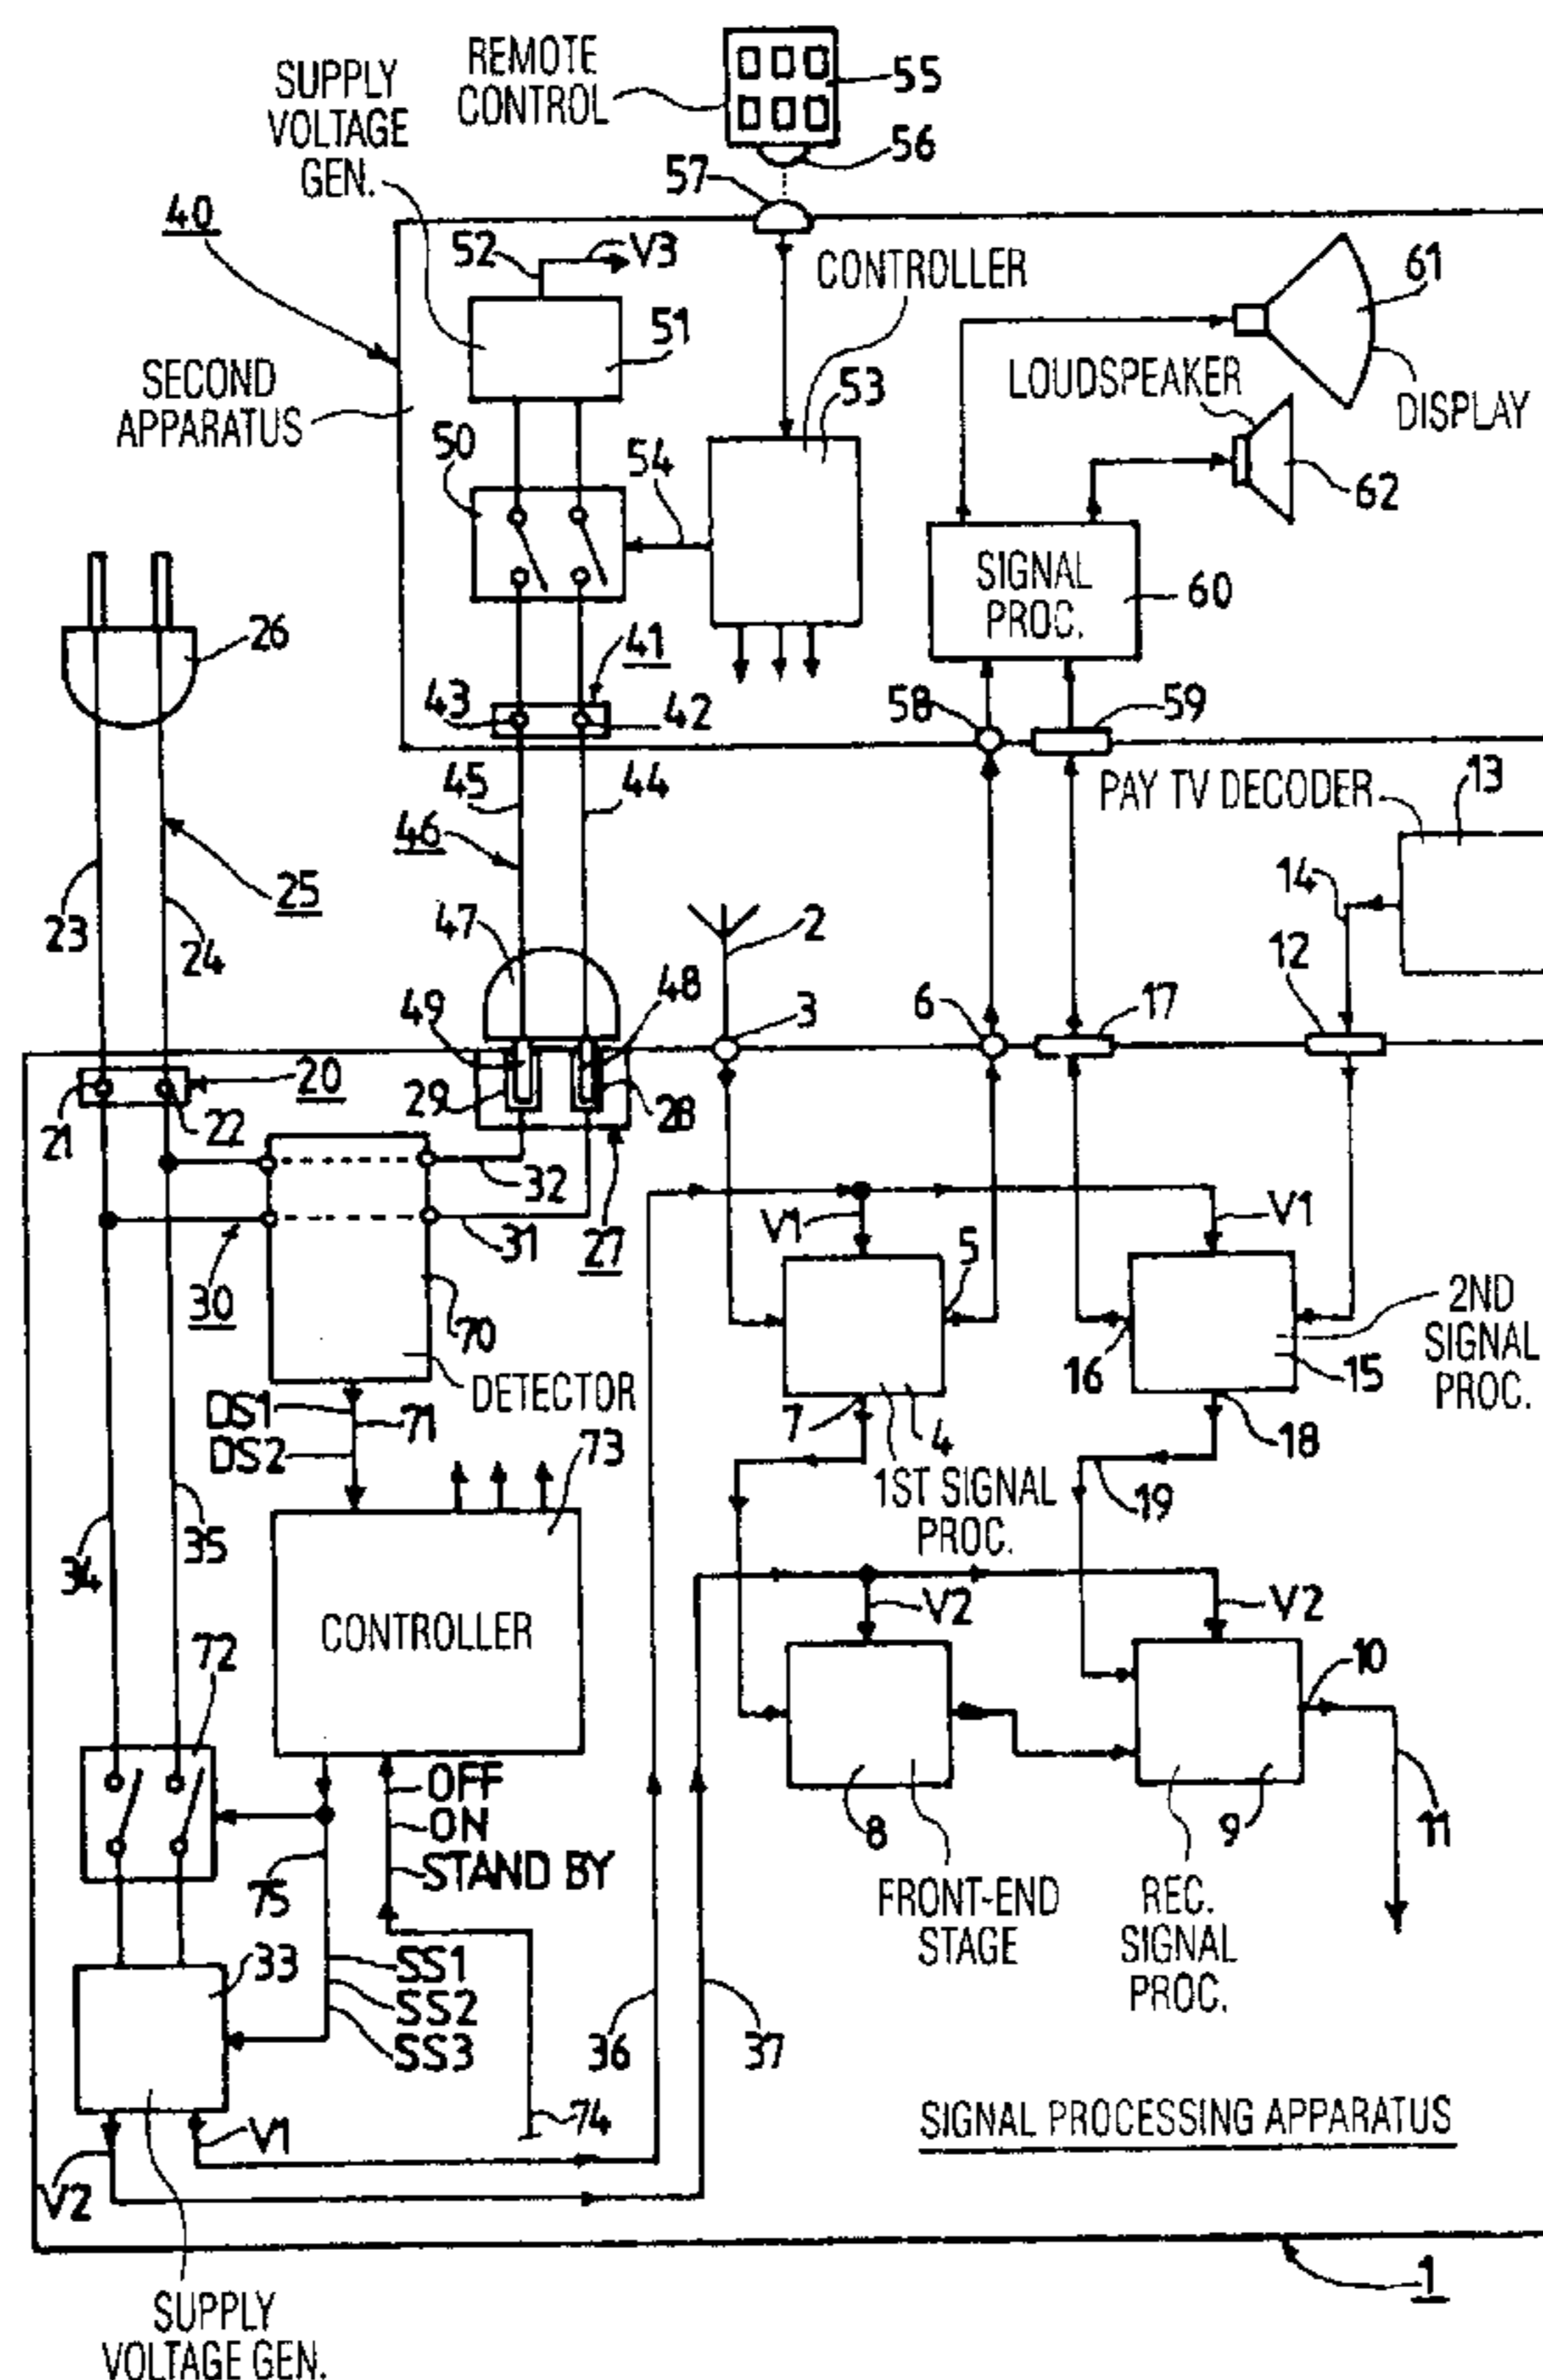 REMOTE
CONTROL
55
SUPPLY
VOLTAGE
GEN.
56
57
40
52
V3
CONTROLLER
61
51
SECOND
APPARATUS
LOUDSPEAKER
53
DISPLAY
50
54
62
SIGNAL
PROC.
60
26
41
43
42
58
59
45
44
PAY TV DECODER
13
46
14
25
23
24
47
2
12
49
48
3
6
17
20
29
28
21
22
32
V1
V1
31
27
5
30
70
2ND
SIGNAL
PROC.
16
15
DETECTOR
DS1
71
7
4
18
DS2
73
1ST SIGNAL
PROC.
19
34
35
V2
V2
CONTROLLER
72
10
OFF
ON
8
9
11
STAND BY
75
FRONT-END
STAGE
REC.
SIGNAL
PROC.
33
SS1
SS2
SS3
36
37
74
V1
SIGNAL PROCESSING APPARATUS
V2
1
SUPPLY
VOLTAGE GEN.